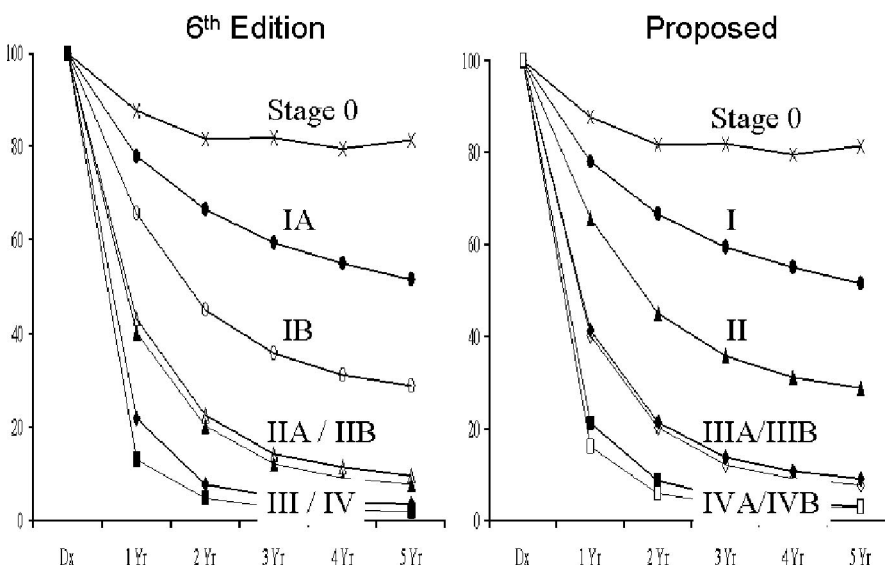 6th Edition
100
80
60
40
20
0
Stage 0
IA
IB
IIA / IIB
III / IV
Dx 1 Yr 2 Yr 3 Yr 4 Yr 5 Yr
Proposed
100
80
60
40
20
0
Stage 0
I
II
IIIA/IIIB
IVA/IVB
Dx 1 Yr 2 Yr 3 Yr 4 Yr 5 Yr